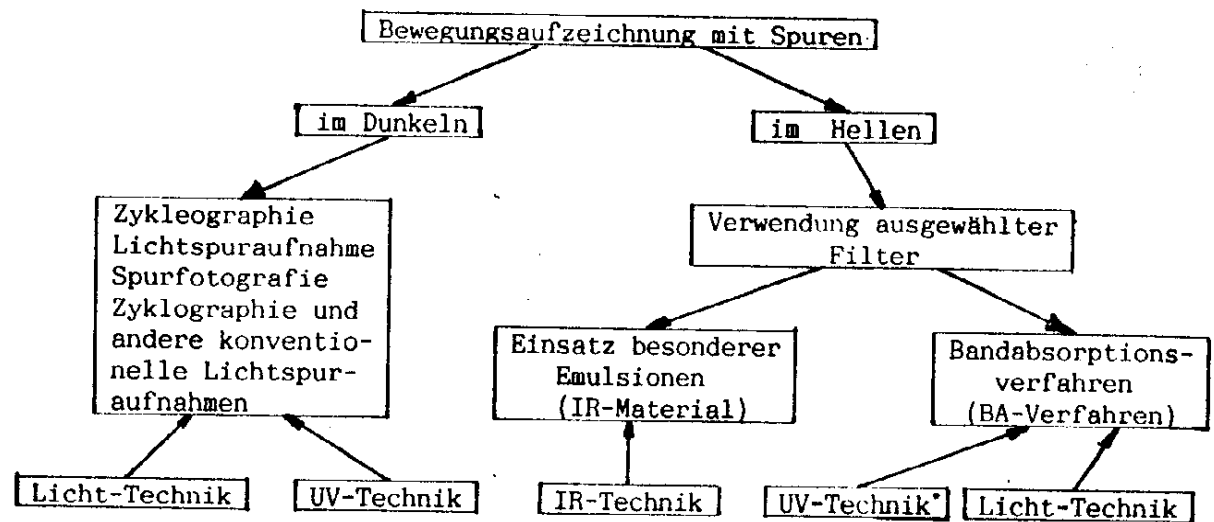 Bewegungsaufzeichnung mit Spuren
im Dunkeln
im Hellen
Zykleographie
Lichtspuraufnahme
Spurfotografie
Zyklographie und
andere konventio-
nelle Lichtspur-
aufnahmen
Verwendung ausgewählter
Filter
Einsatz besonderer
Emulsionen
(IR-Material)
Bandabsorptions-
verfahren
(BA-Verfahren)
Licht-Technik
UV-Technik
IR-Technik
UV-Technik
Licht-Technik